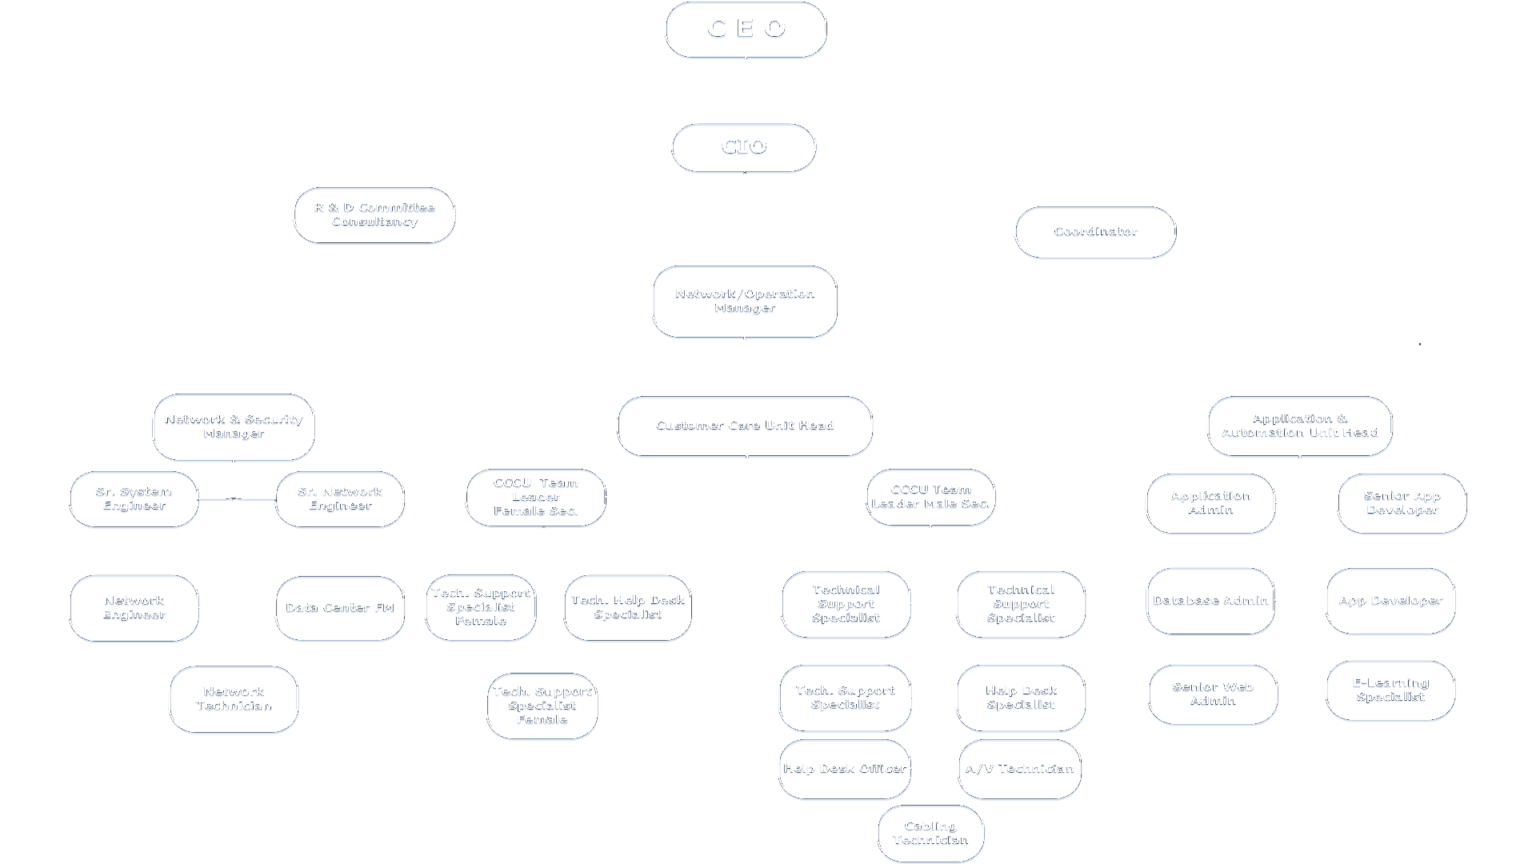 C E O
CIO
R & D Committee
Consultancy
Coordinator
Network/Operation
Manager
Network & Security
Manager
Customer Care Unit Head
Application &
Automation Unit Head
Sr. System
Engineer
Sr. Network
Engineer
CCCU Team
Leader
Female Sec.
CCCU Team
Leader Male Sec.
Application
Admin
Senior App
Developer
Network
Engineer
Data Center FM
Tech. Support
Specialist
Female
Tech. Help Desk
Specialist
Technical
Support
Specialist
Technical
Support
Specialist
Database Admin
App Developer
Network
Technician
Tech. Support
Specialist
Female
Tech. Support
Specialist
Help Desk
Specialist
Senior Web
Admin
E-Learning
Specialist
Help Desk Officer
A/V Technician
Cabling
Technician